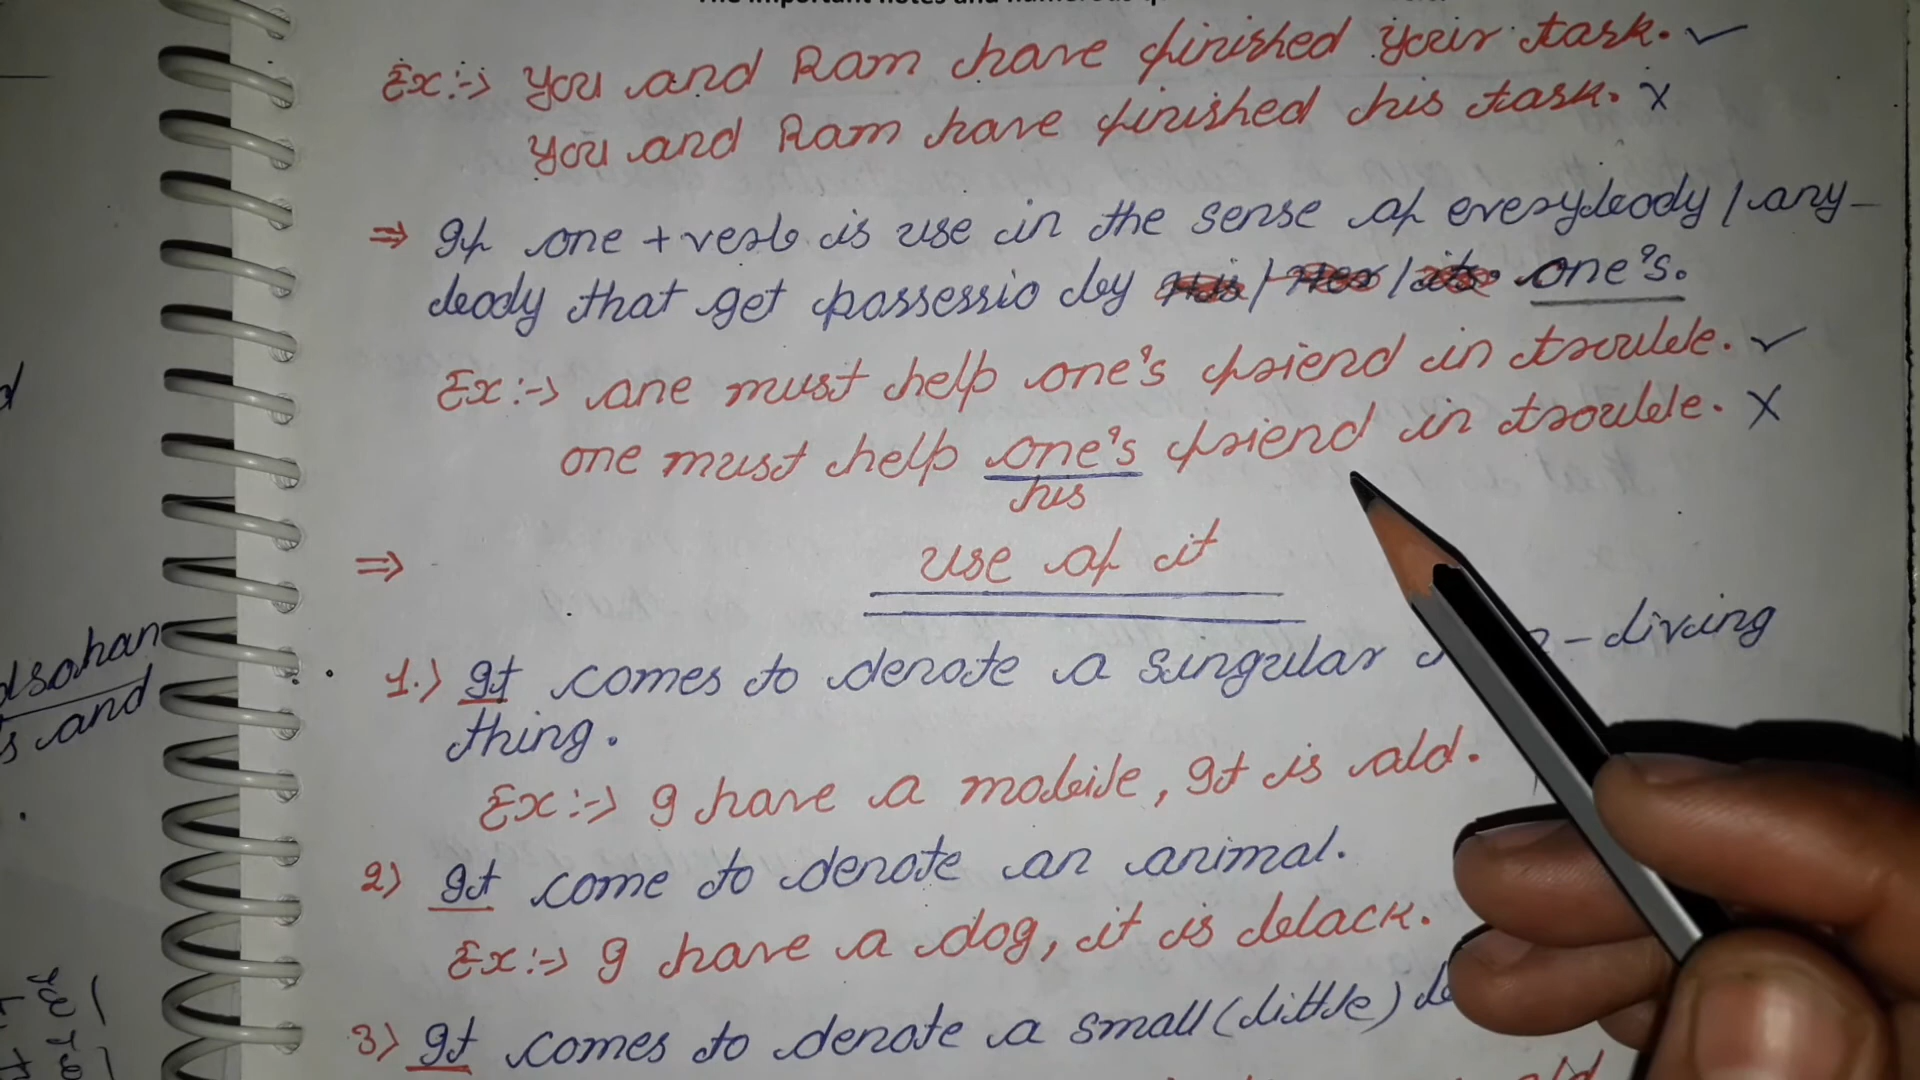 Ex:-> You and Ram have finished your task. ✓
You and Ram have finished his task. x
=> If one + verb is use in the sense of everybody / any-
body that get possessio by His / Her / its one's.
Ex:-> one must help one's friend in trouble. ✓
one must help one's friend in trouble. X
his
=> use of it
1.) It comes to denote a singular - living
thing.
Ex:-> I have a mobile, It is old.
2) It come to denote an animal.
Ex:-> I have a dog, it is black.
3) It comes to denote a small (little)
and